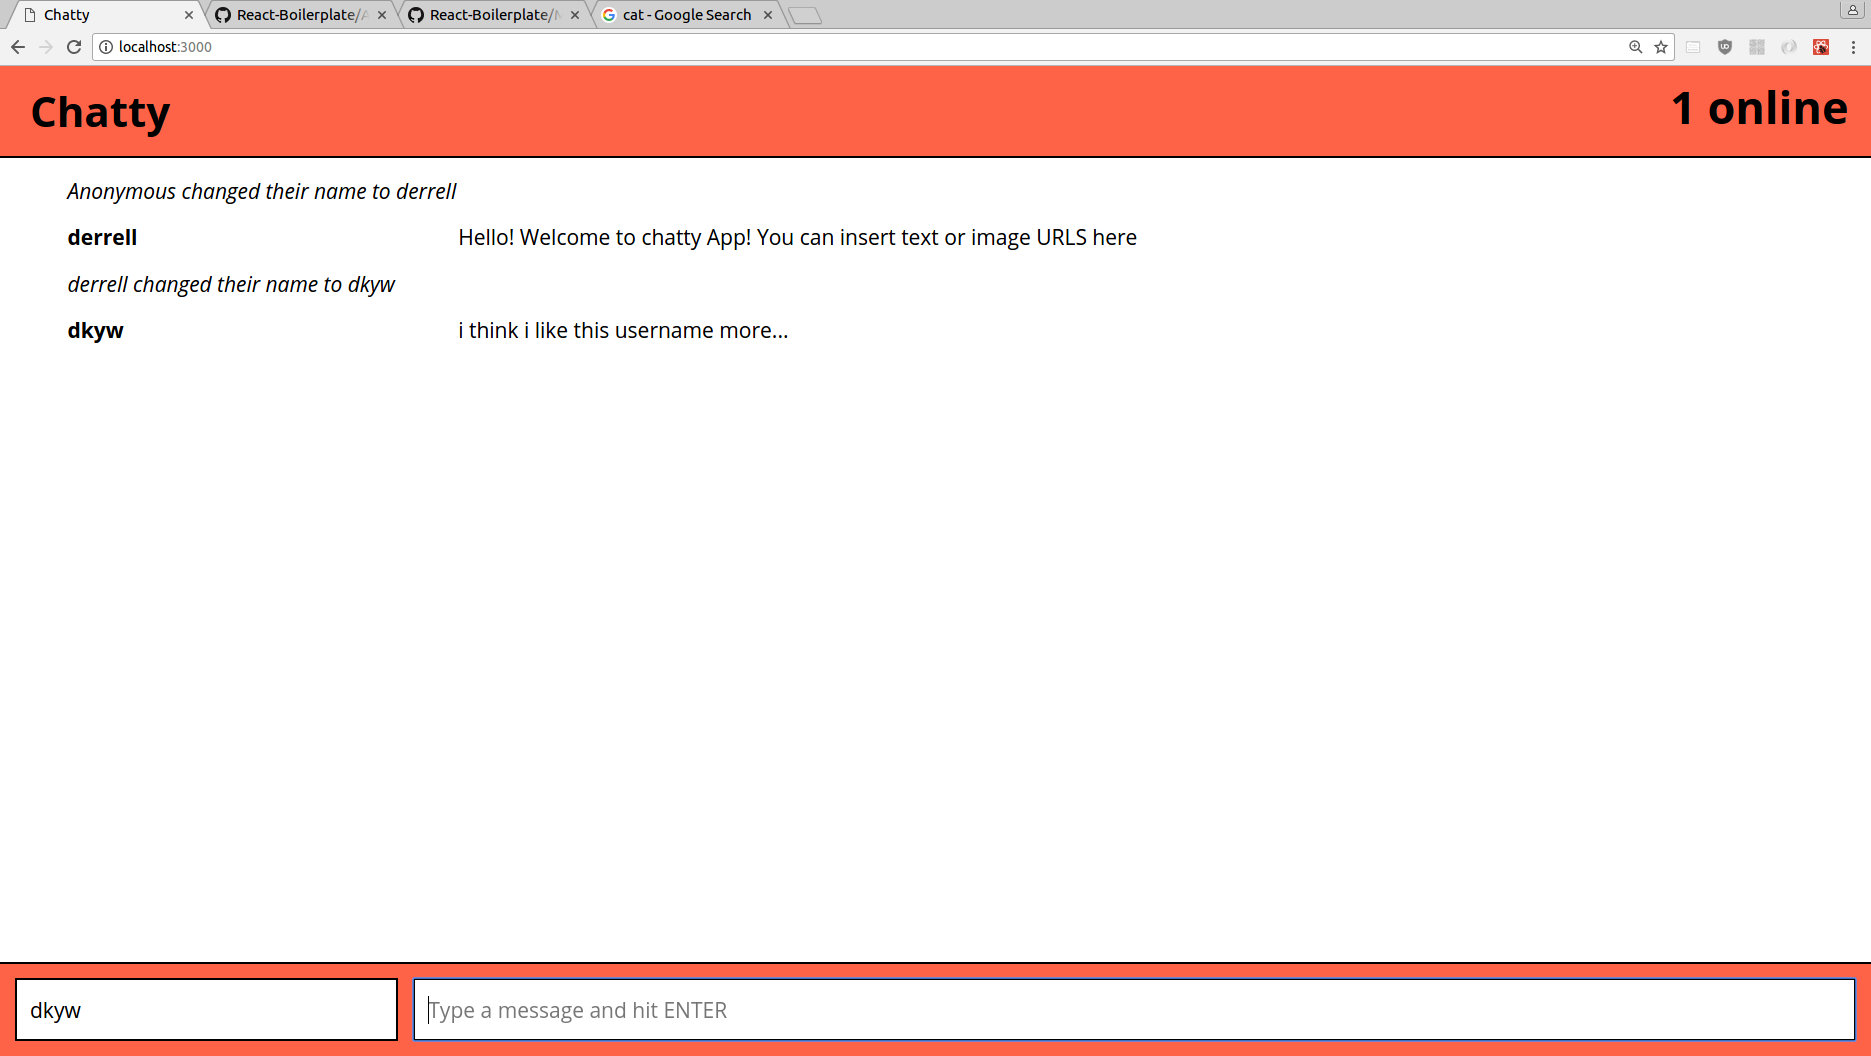 Chatty
React-Boilerplate/
React-Boilerplate/
cat - Google Search
localhost:3000
Chatty
1 online
Anonymous changed their name to derrell
derrell Hello! Welcome to chatty App! You can insert text or image URLS here
derrell changed their name to dkyw
dkyw i think i like this username more...
dkyw
Type a message and hit ENTER